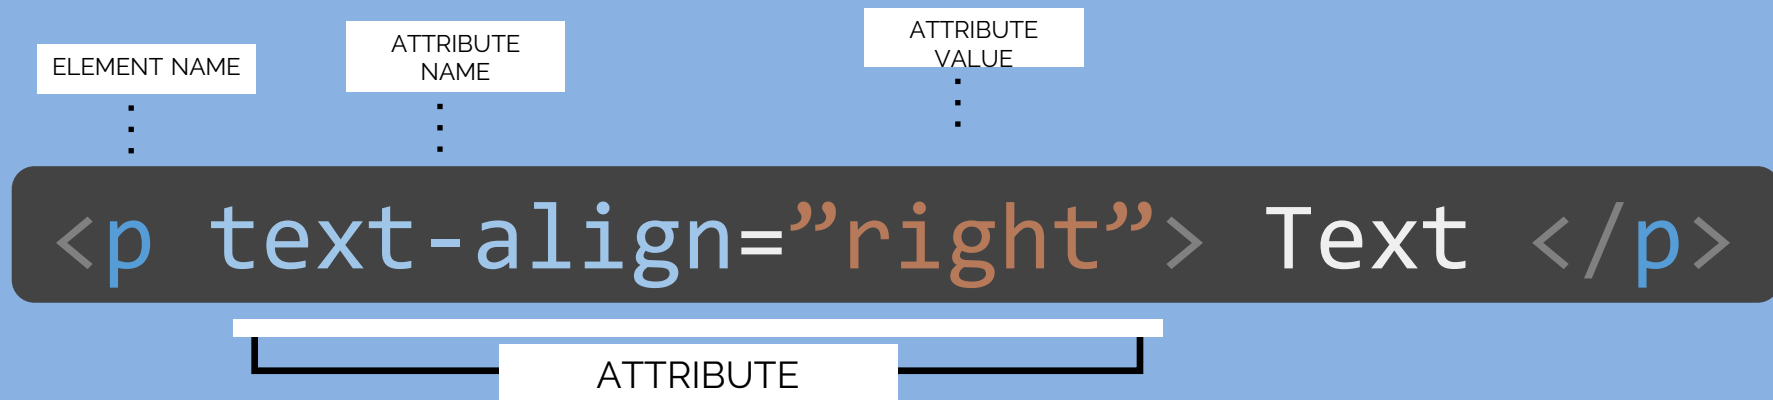 ELEMENT NAME
ATTRIBUTE
NAME
ATTRIBUTE
VALUE
<p text-align=”right”> Text </p>
ATTRIBUTE